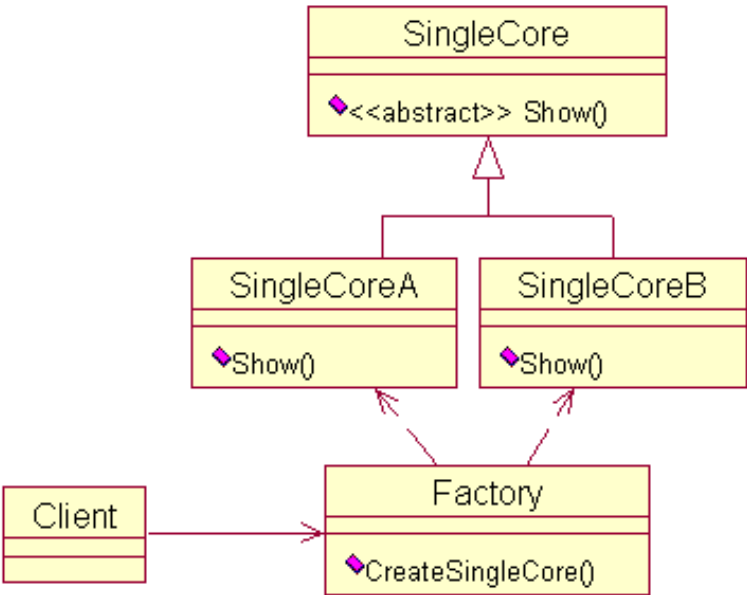 SingleCore
<<abstract>> Show()
SingleCoreA
Show()
SingleCoreB
Show()
Client
Factory
CreateSingleCore()